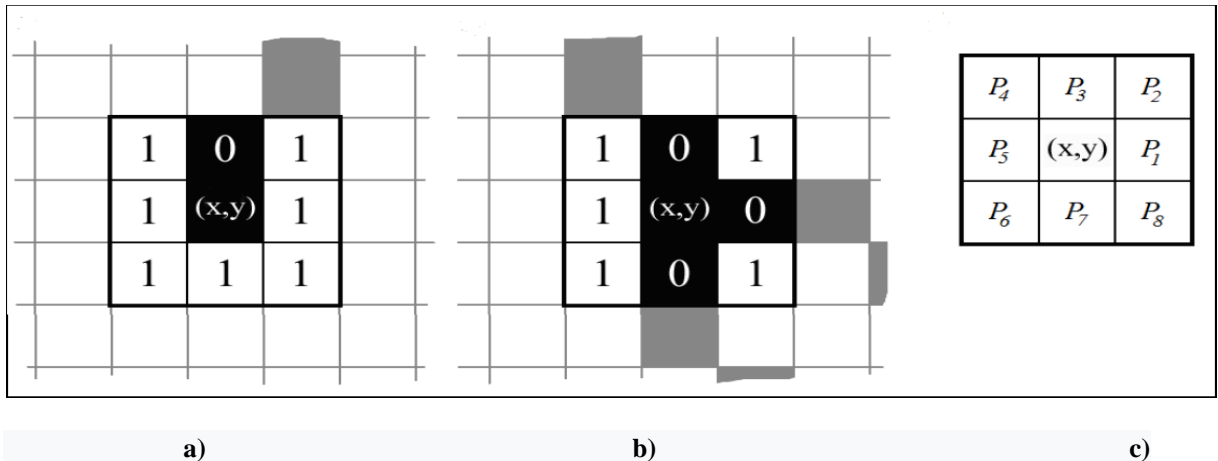 1 0 1 1 0 1 P4 P3 P2
1 (x,y) 1 1 (x,y) 0 P5 (x,y) P1
1 1 1 1 0 1 P6 P7 P8
a) b) c)